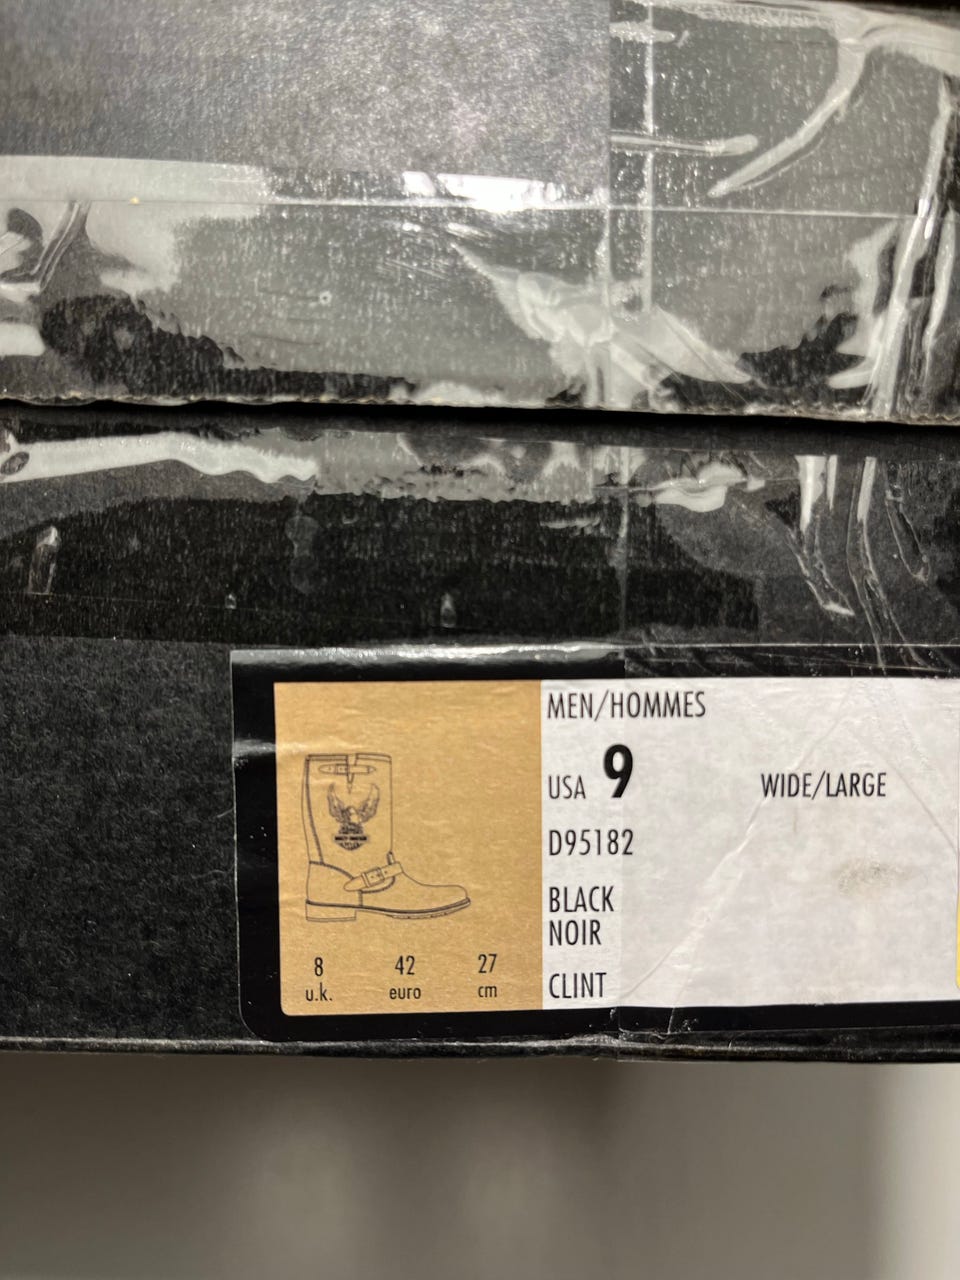 MEN/HOMMES
USA 9 WIDE/LARGE
D95182
BLACK
NOIR
CLINT
8 42 27
u.k. euro cm